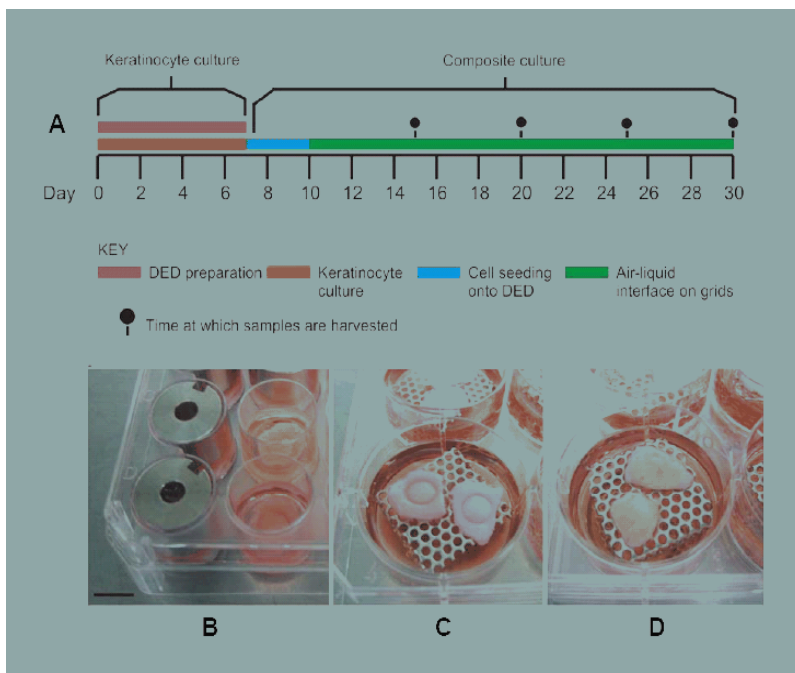 Keratinocyte culture Composite culture
A
Day 0 2 4 6 8 10 12 14 16 18 20 22 24 26 28 30
KEY
DED preparation Keratinocyte culture Cell seeding onto DED Air-liquid interface on grids
Time at which samples are harvested
B C D